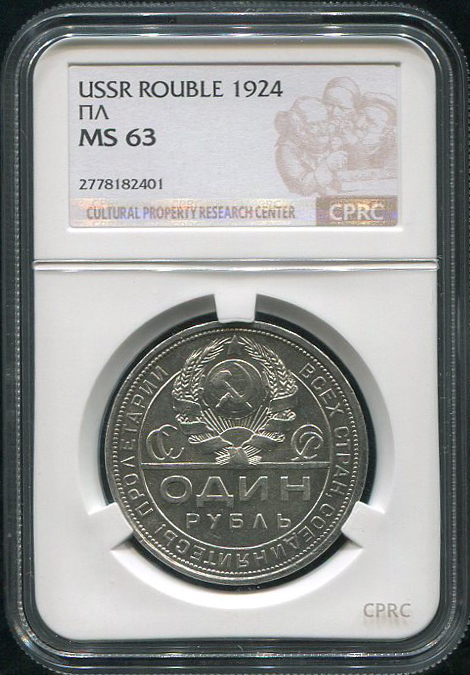 USSR ROUBLE 1924
ПЛ
MS 63
2778182401
CULTURAL PROPERTY RESEARCH CENTER
CPRC
ПРОЛЕТАРИИ ВСЕХ СТРАН, СОЕДИНЯЙТЕСЬ!
ОДИН
РУБЛЬ
CPRC